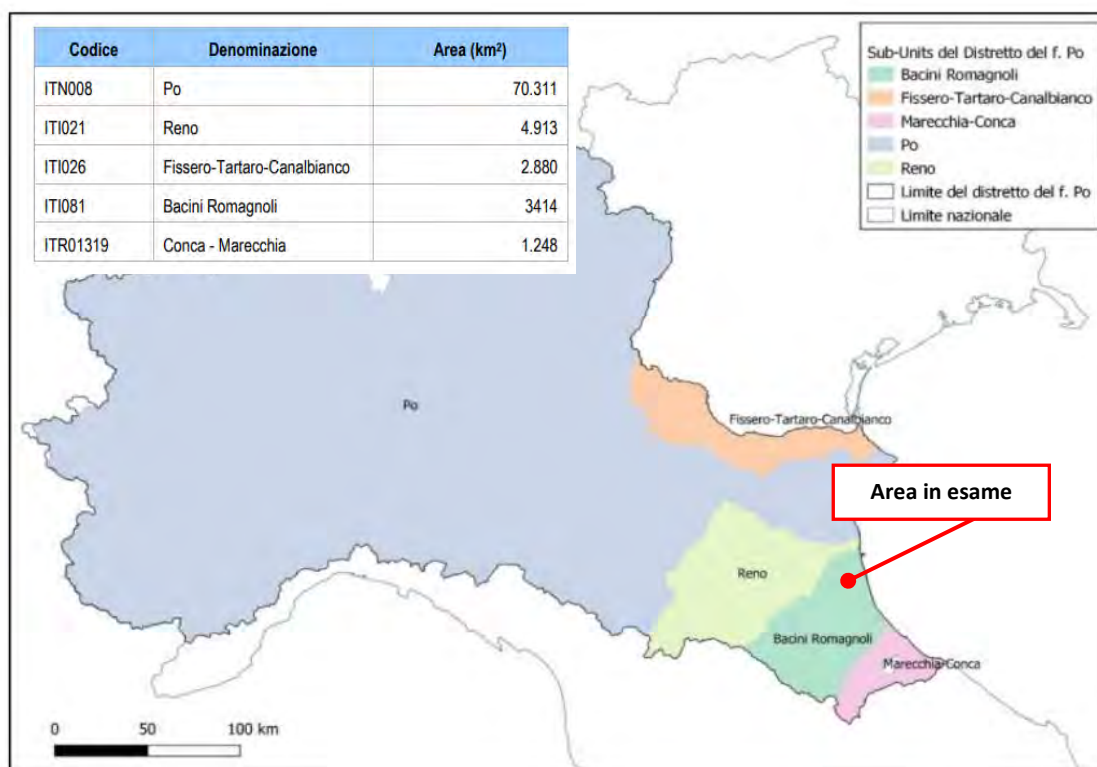 Codice Denominazione Area (km²)
ITN008 Po 70.311
ITI021 Reno 4.913
ITI026 Fissero-Tartaro-Canalbianco 2.880
ITI081 Bacini Romagnoli 3414
ITR01319 Conca - Marecchia 1.248
Sub-Units del Distretto del f. Po
Bacini Romagnoli
Fissero-Tartaro-Canalbianco
Marecchia-Conca
Po
Reno
Limite del distretto del f. Po
Limite nazionale
Po
Fissero-Tartaro-Canalbianco
Area in esame
Reno
Bacini Romagnoli
Marecchia-Conca
0 50 100 km